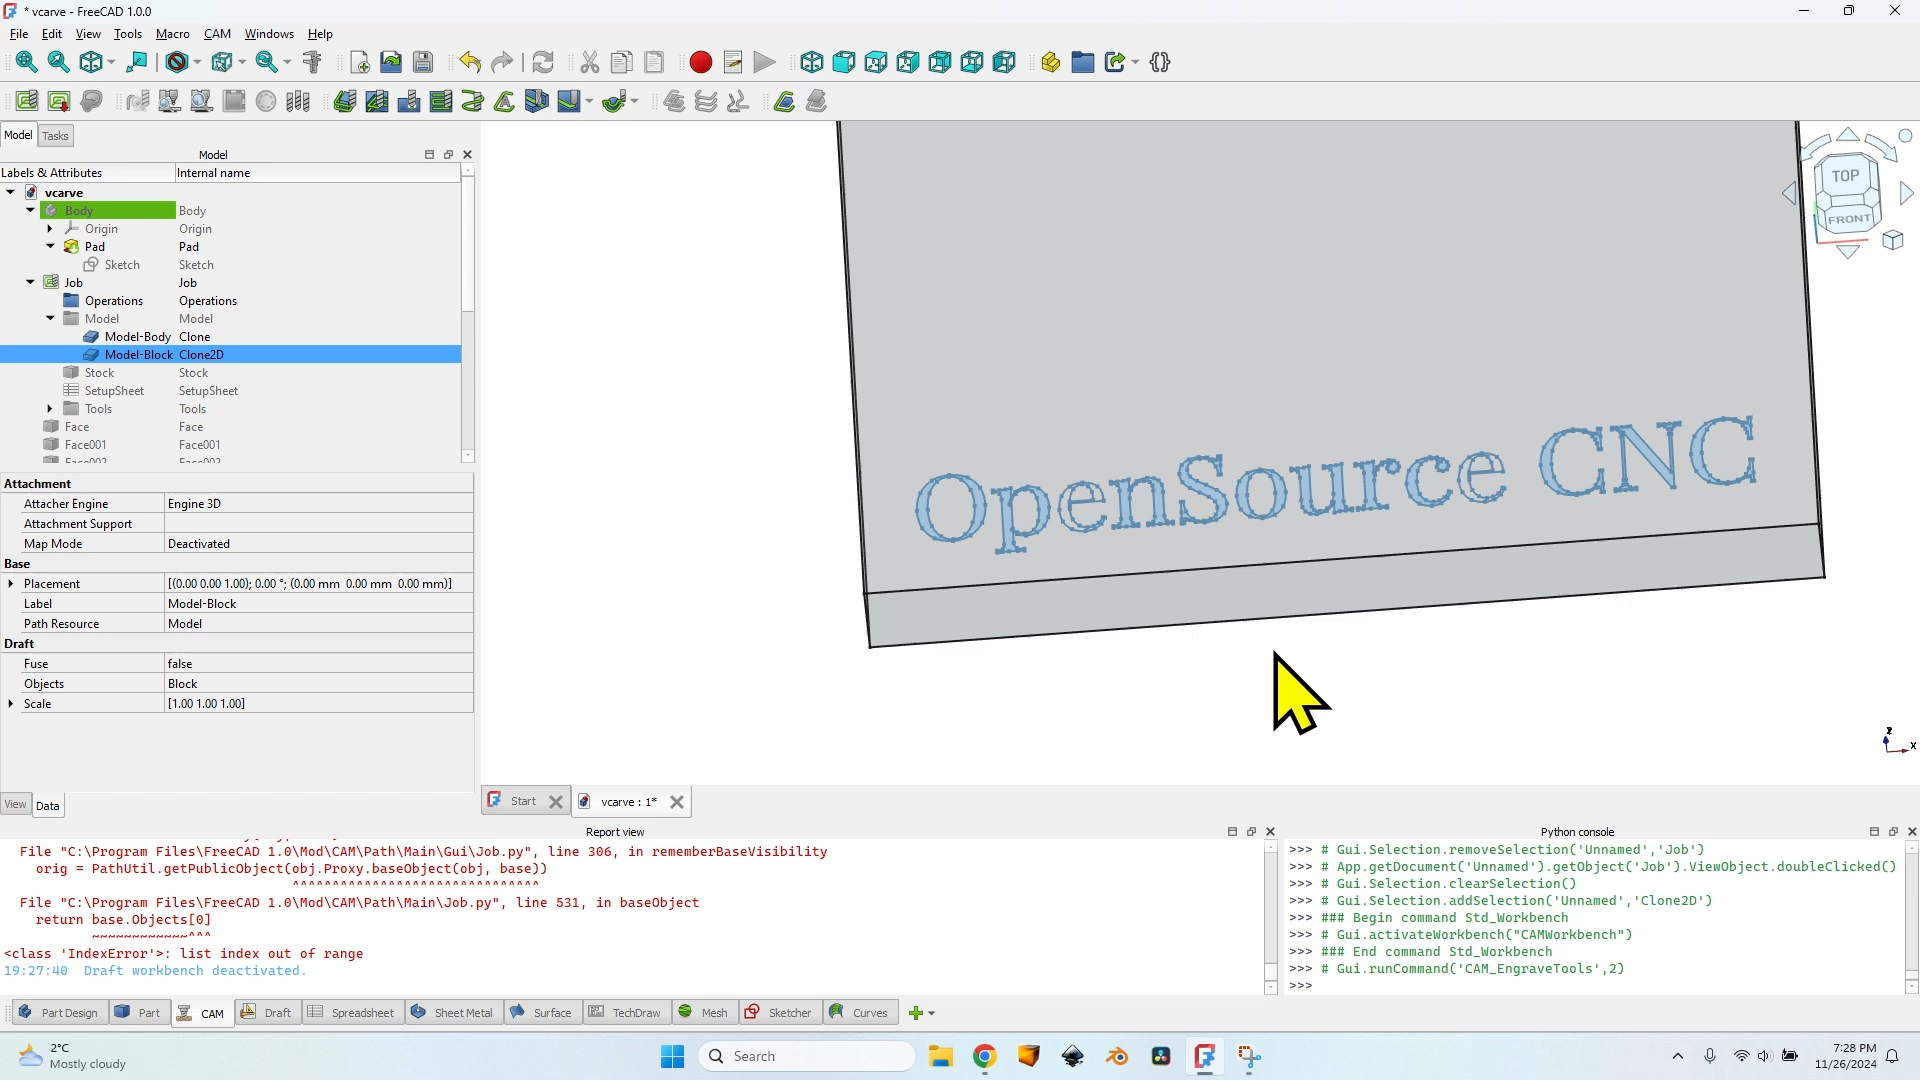 * vcarve - FreeCAD 1.0.0
File Edit View Tools Macro CAM Windows Help
Model Tasks
Model
Labels & Attributes Internal name
vcarve
Body Body
Origin Origin
Pad Pad
Sketch Sketch
Job Job
Operations Operations
Model Model
Model-Body Clone
Model-Block Clone2D
Stock Stock
SetupSheet SetupSheet
Tools Tools
Face Face
Face001 Face001
Face002 Face002
Attachment
Attacher Engine Engine 3D
Attachment Support
Map Mode Deactivated
Base
Placement [(0.00 0.00 1.00); 0.00 °; (0.00 mm 0.00 mm 0.00 mm)]
Label Model-Block
Path Resource Model
Draft
Fuse false
Objects Block
Scale [1.00 1.00 1.00]
View Data
TOP
FRONT
OpenSource CNC
Z
X
Start vcarve : 1*
Report view
File "C:\Program Files\FreeCAD 1.0\Mod\CAM\Path\Main\Gui\Job.py", line 306, in rememberBaseVisibility
orig = PathUtil.getPublicObject(obj.Proxy.baseObject(obj, base))
^^^^^^^^^^^^^^^^^^^^^^^^^^^^^^^
File "C:\Program Files\FreeCAD 1.0\Mod\CAM\Path\Main\Job.py", line 531, in baseObject
return base.Objects[0]
~~~~~~~~~~~~^^^
<class 'IndexError'>: list index out of range
19:27:40 Draft workbench deactivated.
Python console
>>> # Gui.Selection.removeSelection('Unnamed','Job')
>>> # App.getDocument('Unnamed').getObject('Job').ViewObject.doubleClicked()
>>> # Gui.Selection.clearSelection()
>>> # Gui.Selection.addSelection('Unnamed','Clone2D')
>>> ### Begin command Std_Workbench
>>> # Gui.activateWorkbench("CAMWorkbench")
>>> ### End command Std_Workbench
>>> # Gui.runCommand('CAM_EngraveTools',2)
>>>
Part Design Part CAM Draft Spreadsheet Sheet Metal Surface TechDraw Mesh Sketcher Curves
2°C
Mostly cloudy
Search
7:28 PM
11/26/2024